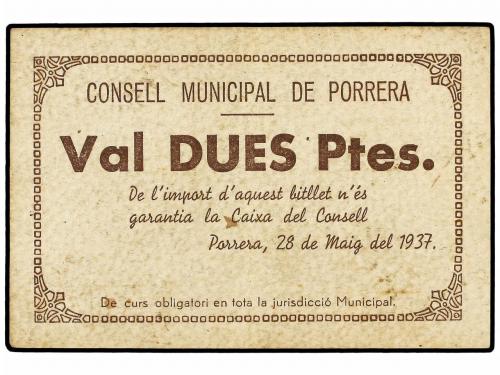 CONSELL MUNICIPAL DE PORRERA
Val DUES Ptes.
De l'import d'aquest bitllet n'és
garantia la Caixa del Consell
Porrera, 28 de Maig del 1937.
De curs obligatori en tota la jurisdicció Municipal.